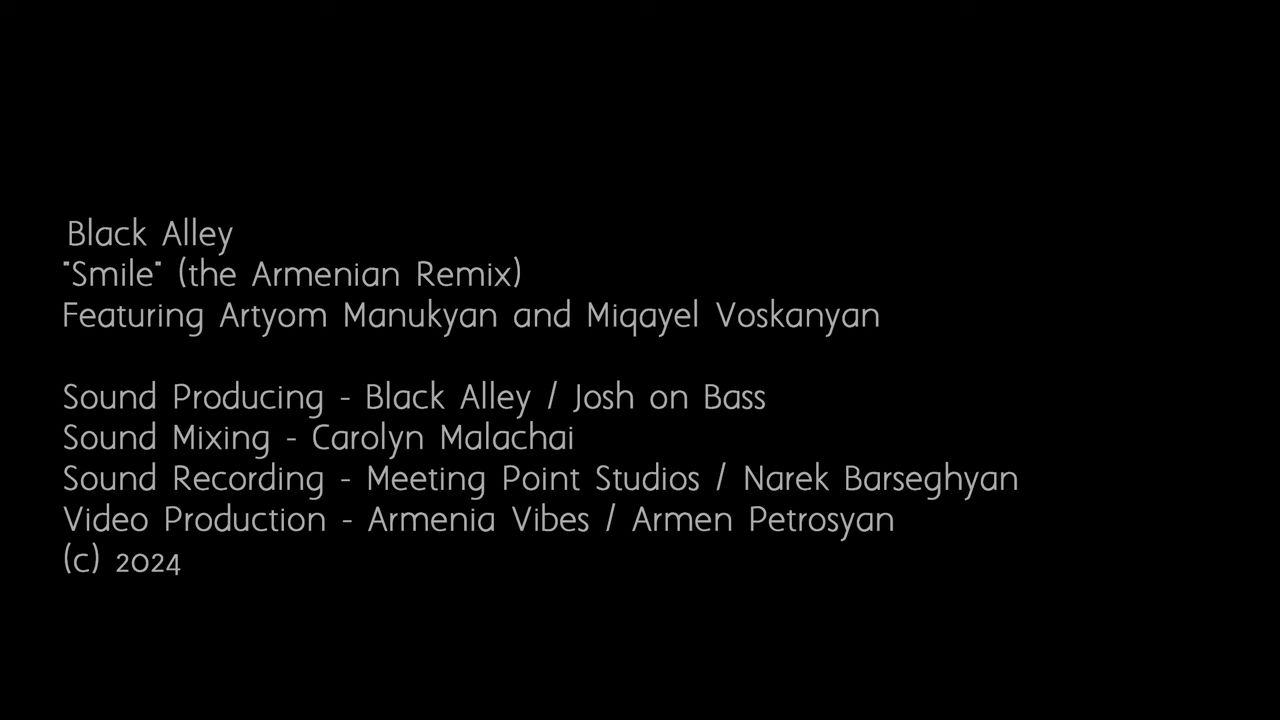 Black Alley
"Smile" (the Armenian Remix)
Featuring Artyom Manukyan and Miqayel Voskanyan
Sound Producing - Black Alley / Josh on Bass
Sound Mixing - Carolyn Malachai
Sound Recording - Meeting Point Studios / Narek Barseghyan
Video Production - Armenia Vibes / Armen Petrosyan
(c) 2024